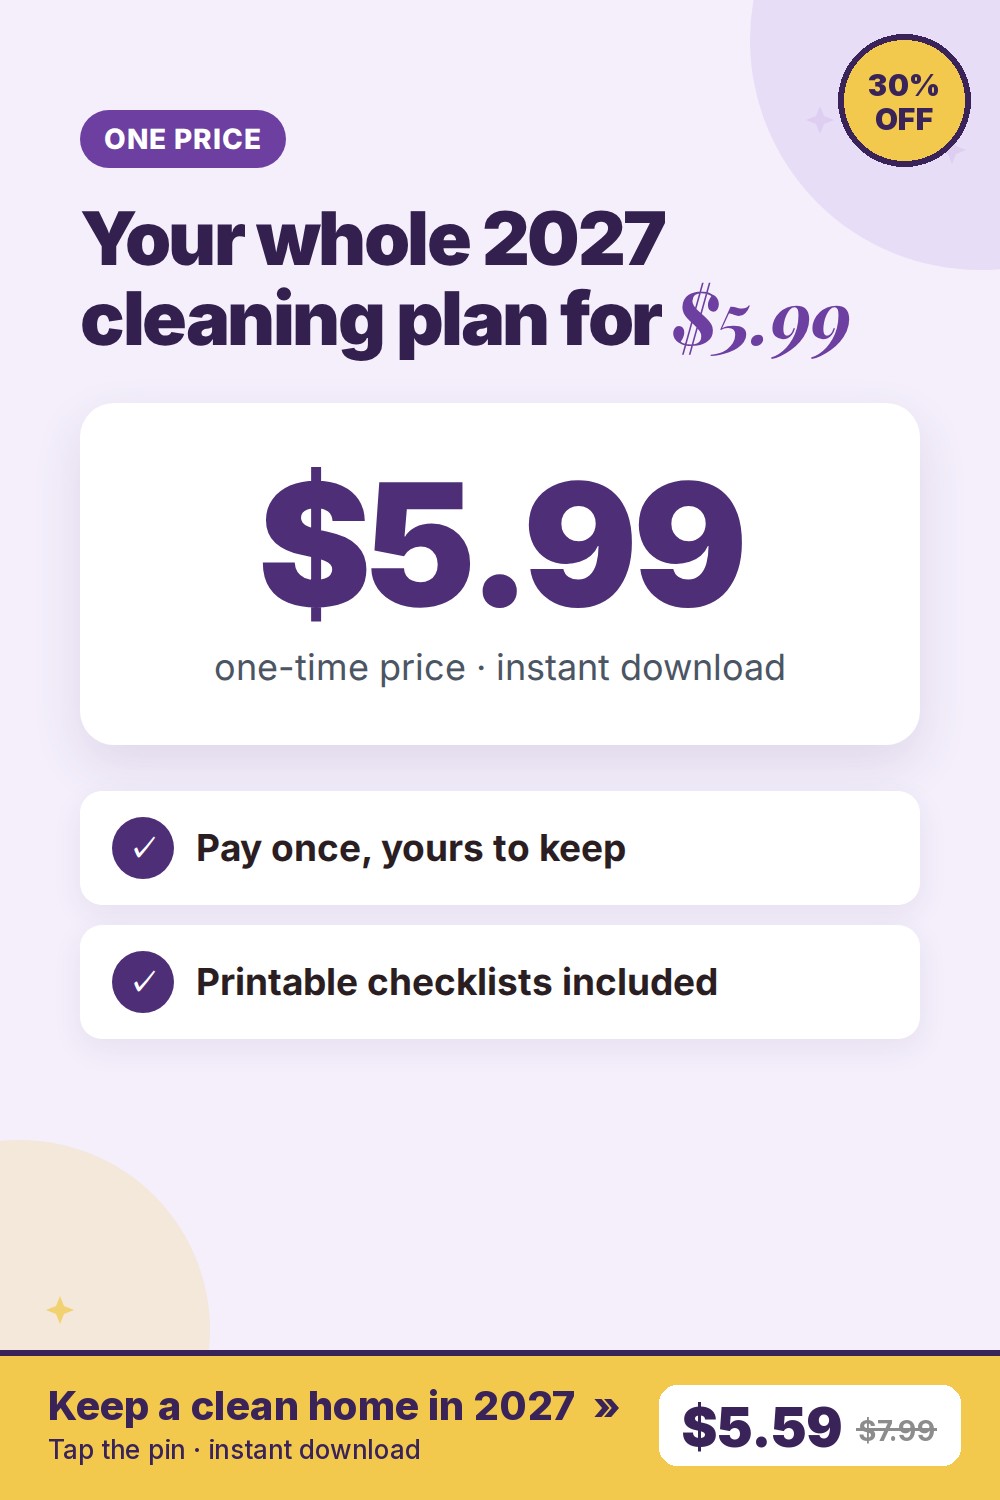 30%
OFF
ONE PRICE
Your whole 2027
cleaning plan for $5.99
$5.99
one-time price · instant download
✓ Pay once, yours to keep
✓ Printable checklists included
Keep a clean home in 2027 »
Tap the pin · instant download
$5.59 $7.99